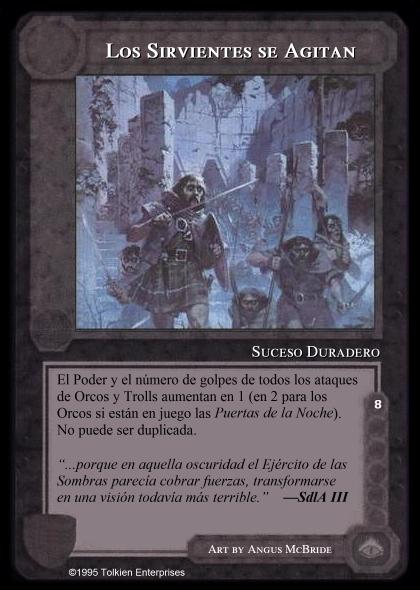 Los Sirvientes se Agitan
Suceso Duradero
El Poder y el número de golpes de todos los ataques
de Orcos y Trolls aumentan en 1 (en 2 para los
Orcos si están en juego las Puertas de la Noche).
No puede ser duplicada.
8
“...porque en aquella oscuridad el Ejército de las
Sombras parecía cobrar fuerzas, transformarse
en una visión todavía más terrible.” —SdlA III
Art by Angus McBride
©1995 Tolkien Enterprises